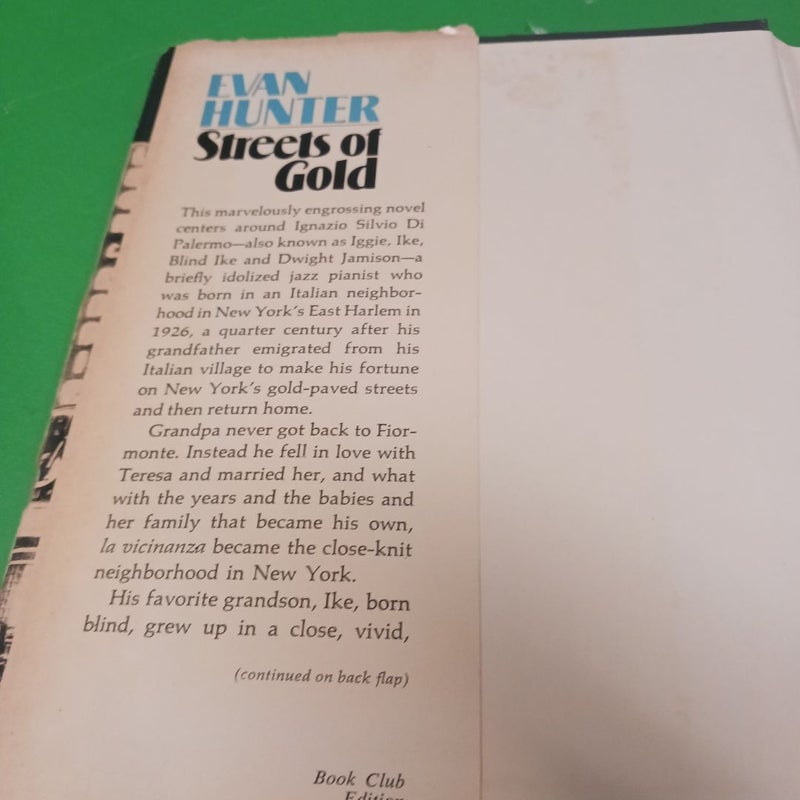 EVAN
HUNTER
Streets of
Gold
This marvelously engrossing novel
centers around Ignazio Silvio Di
Palermo—also known as Iggie, Ike,
Blind Ike and Dwight Jamison—a
briefly idolized jazz pianist who
was born in an Italian neighbor-
hood in New York's East Harlem in
1926, a quarter century after his
grandfather emigrated from his
Italian village to make his fortune
on New York's gold-paved streets
and then return home.
Grandpa never got back to Fior-
monte. Instead he fell in love with
Teresa and married her, and what
with the years and the babies and
her family that became his own,
la vicinanza became the close-knit
neighborhood in New York.
His favorite grandson, Ike, born
blind, grew up in a close, vivid,
(continued on back flap)
Book Club
Edition